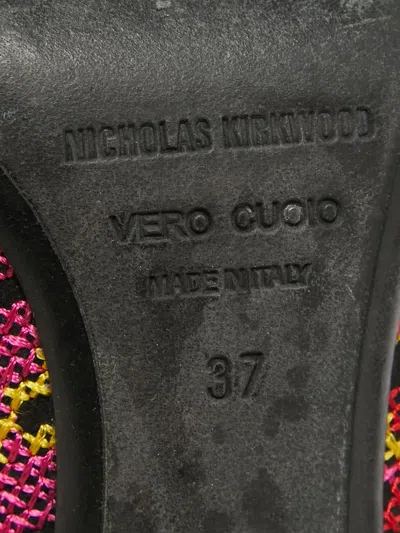 NICHOLAS KIRKWOOD
VERO CUOIO
MADE IN ITALY
37